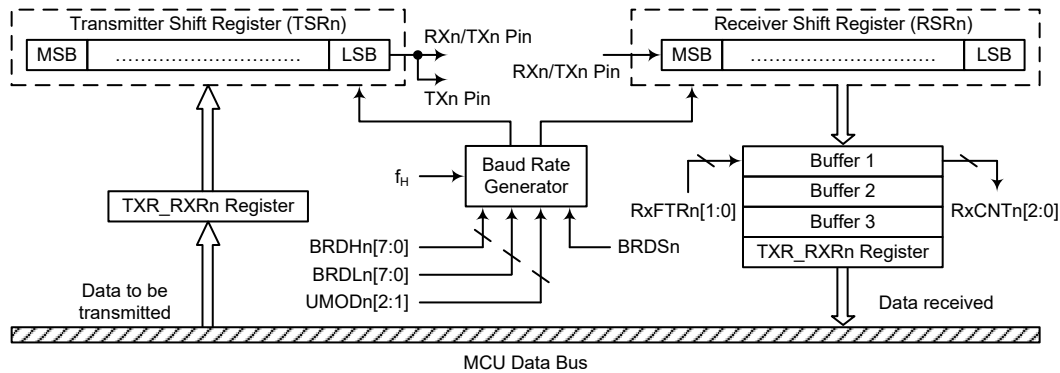 Transmitter Shift Register (TSRn)
MSB ................................ LSB
RXn/TXn Pin
TXn Pin
Receiver Shift Register (RSRn)
MSB ................................ LSB
RXn/TXn Pin
Baud Rate
Generator
fH
BRDHn[7:0]
BRDLn[7:0]
UMODn[2:1]
BRDSn
TXR_RXRn Register
Data to be
transmitted
Buffer 1
Buffer 2
Buffer 3
TXR_RXRn Register
RxFTRn[1:0]
RxCNTn[2:0]
Data received
MCU Data Bus